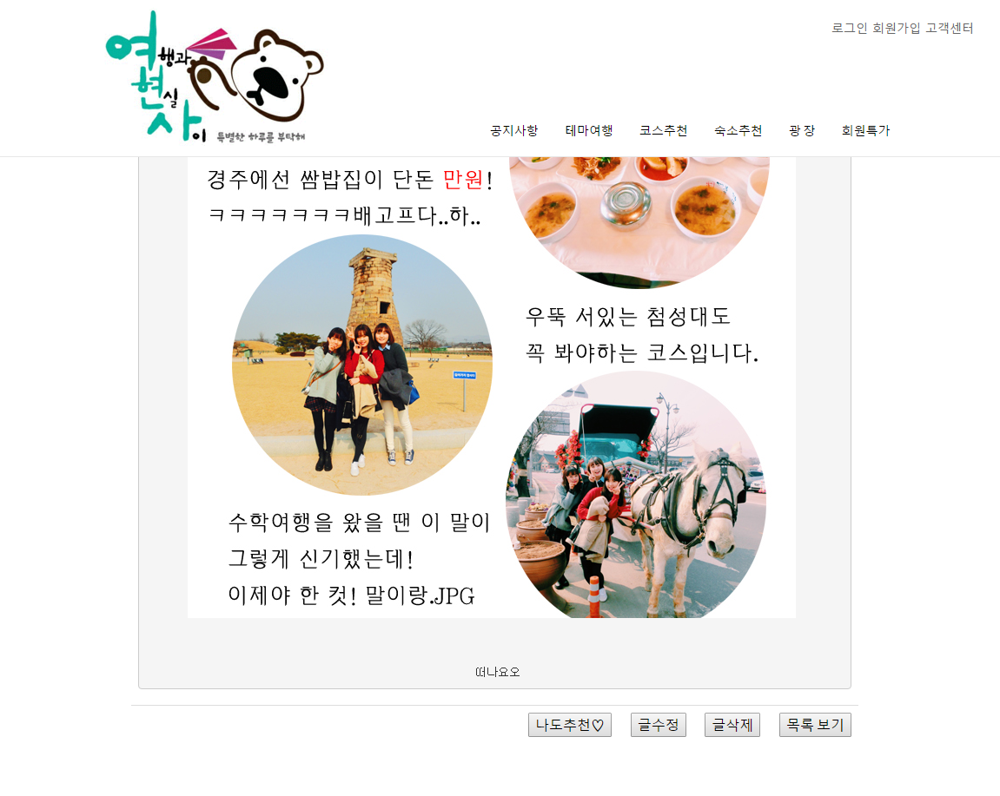 여행과
현실
사이 특별한 하루를 부탁해
로그인 회원가입 고객센터
공지사항 테마여행 코스추천 숙소추천 광 장 회원특가
경주에선 쌈밥집이 단돈 만원!
ㅋㅋㅋㅋㅋㅋㅋ배고프다..하..
우뚝 서있는 첨성대도
꼭 봐야하는 코스입니다.
수학여행을 왔을 땐 이 말이
그렇게 신기했는데!
이제야 한 컷! 말이랑.JPG
떠나요오
나도추천♡ 글수정 글삭제 목록 보기